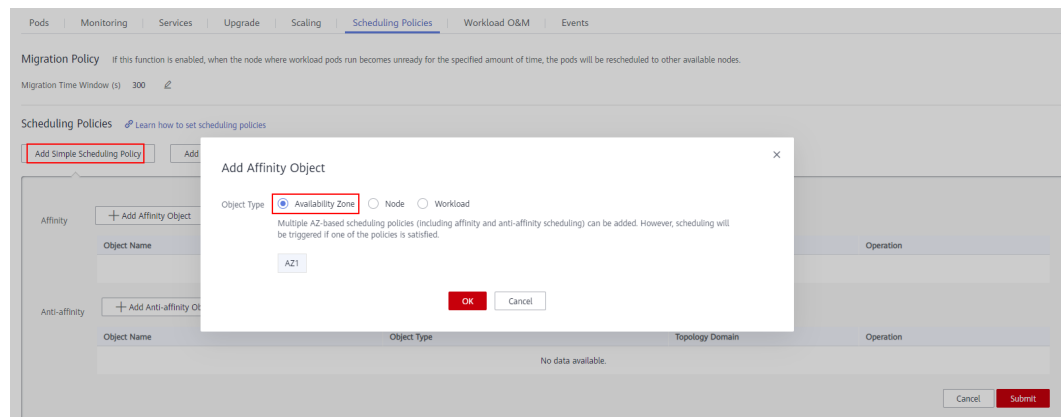 Pods Monitoring Services Upgrade Scaling Scheduling Policies Workload O&M Events
Migration Policy If this function is enabled, when the node where workload pods run becomes unready for the specified amount of time, the pods will be rescheduled to other available nodes.
Migration Time Window (s) 300
Scheduling Policies Learn how to set scheduling policies
Add Simple Scheduling Policy Add
Add Affinity Object
Object Type Availability Zone Node Workload
Multiple AZ-based scheduling policies (including affinity and anti-affinity scheduling) can be added. However, scheduling will
be triggered if one of the policies is satisfied.
AZ1
OK Cancel
Affinity Add Affinity Object
Object Name Operation
Anti-affinity Add Anti-affinity Ob
Object Name Object Type Topology Domain Operation
No data available.
Cancel Submit